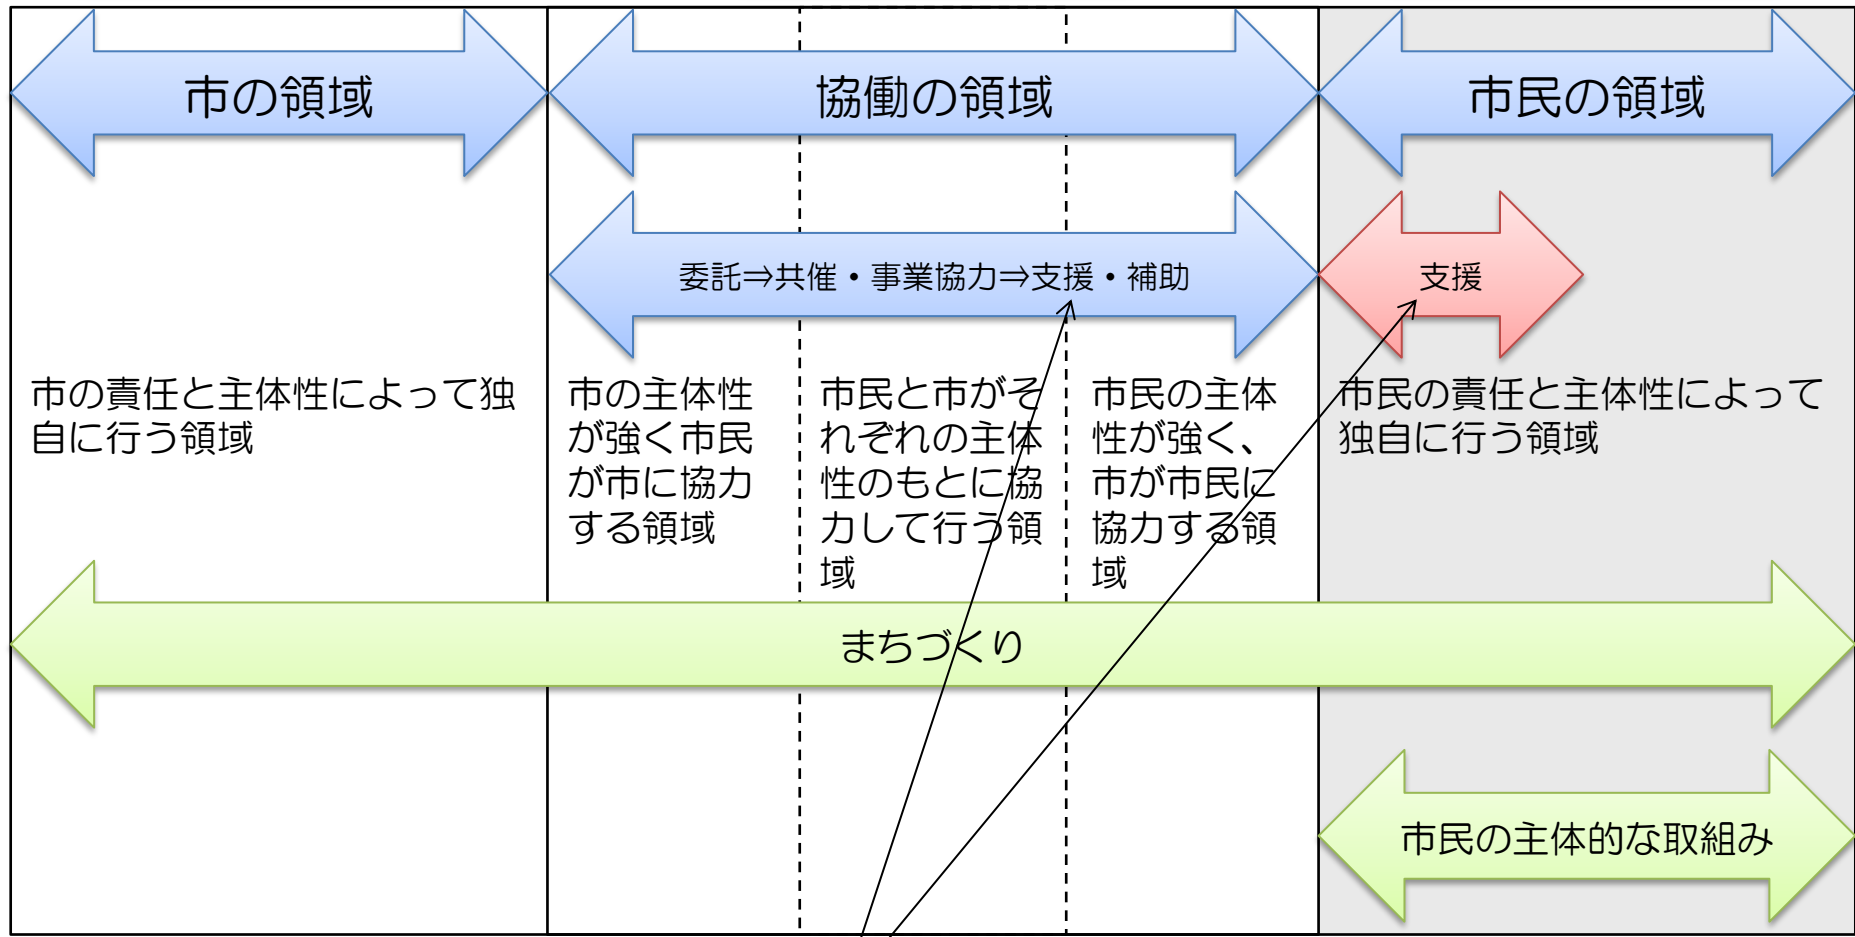 市の領域
協働の領域
市民の領域
委託⇒共催・事業協力⇒支援・補助
支援
市の責任と主体性によって独
自に行う領域
市の主体性
が強く市民
が市に協力
する領域
市民と市がそ
れぞれの主体
性のもとに協
力して行う領
域
市民の主体
性が強く、
市が市民に
協力する領
域
市民の責任と主体性によって
独自に行う領域
まちづくり
市民の主体的な取組み